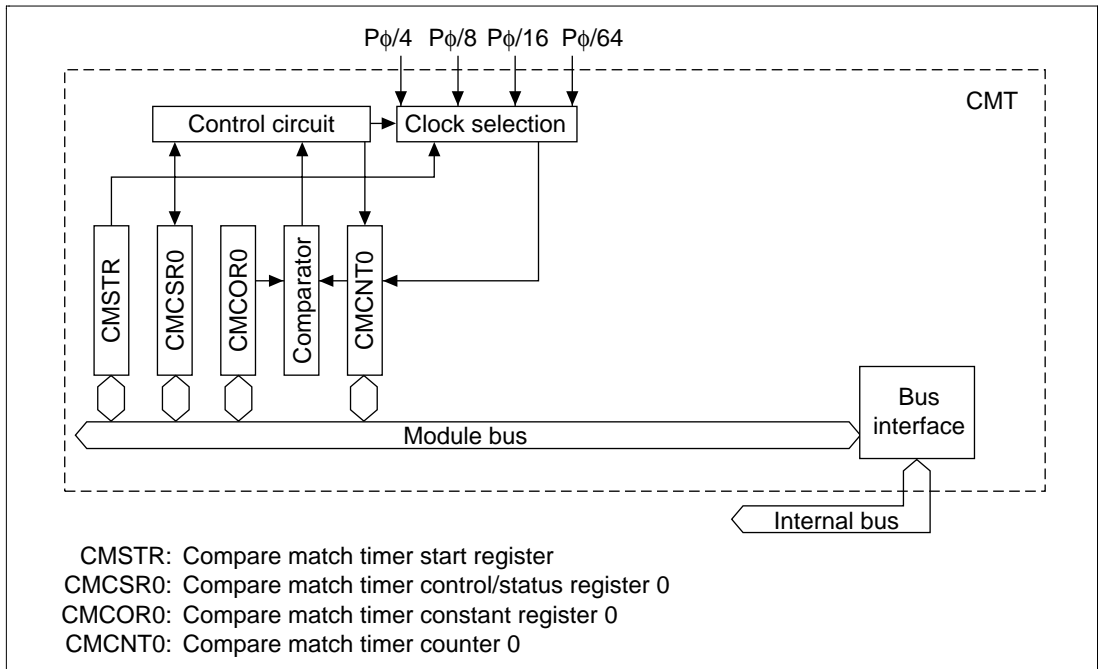 Pϕ/4 Pϕ/8 Pϕ/16 Pϕ/64
CMT
Control circuit
Clock selection
CMSTR
CMCSR0
CMCOR0
Comparator
CMCNT0
Bus
interface
Module bus
Internal bus
CMSTR: Compare match timer start register
CMCSR0: Compare match timer control/status register 0
CMCOR0: Compare match timer constant register 0
CMCNT0: Compare match timer counter 0